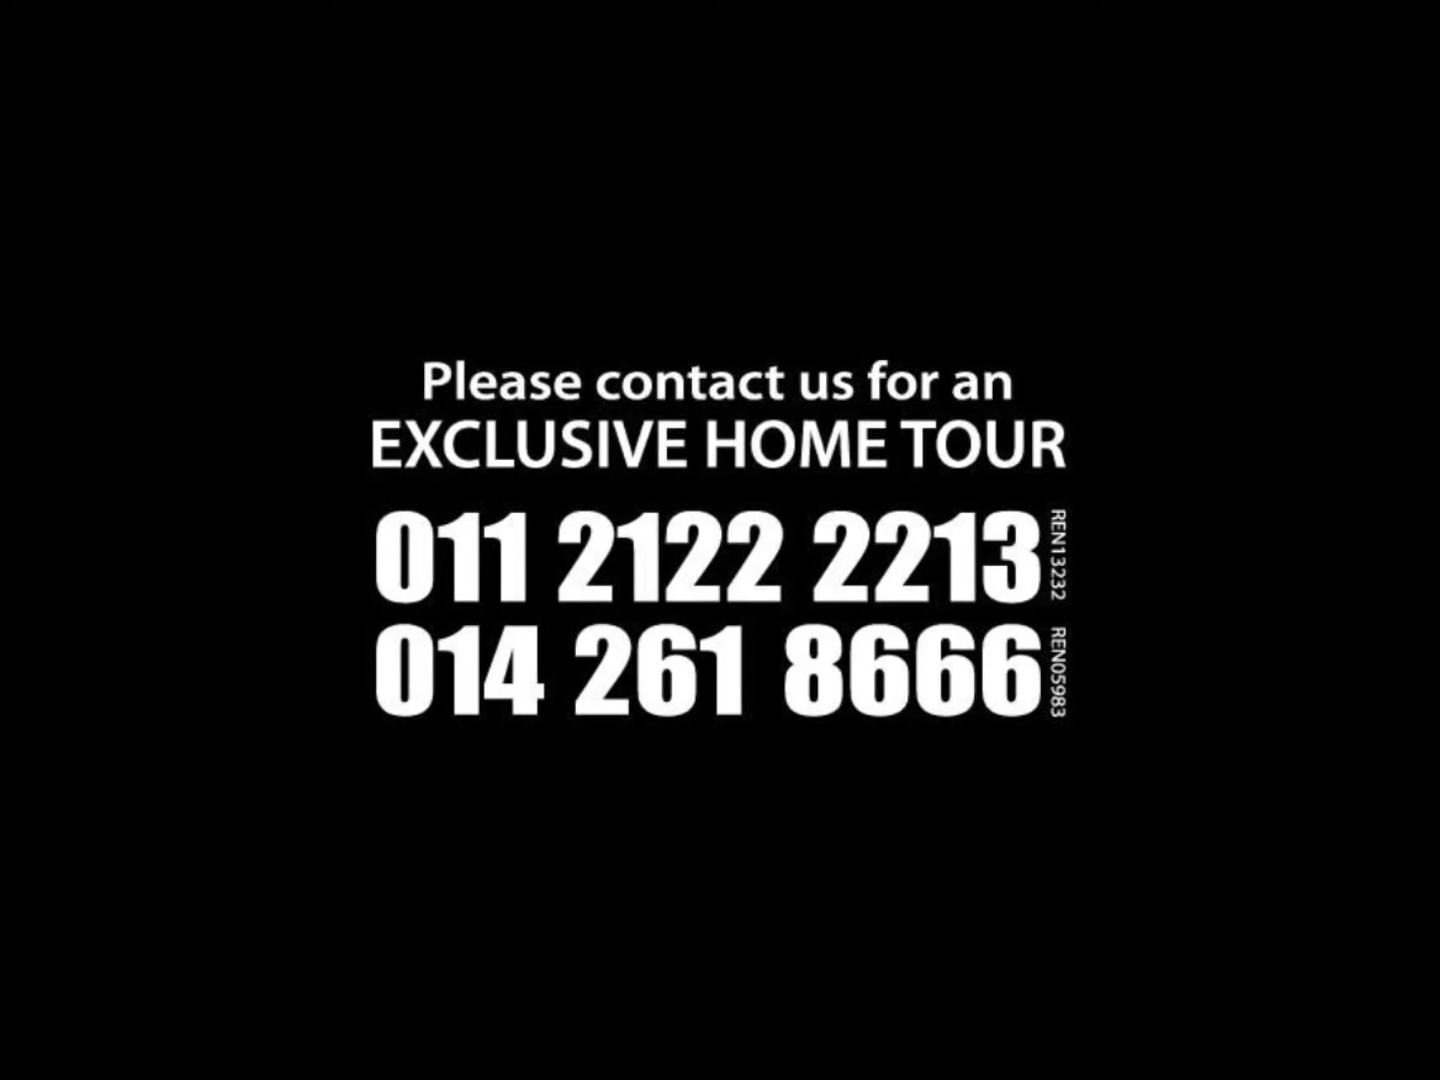 Please contact us for an
EXCLUSIVE HOME TOUR
011 2122 2213
REN13232
014 261 8666
REN05983